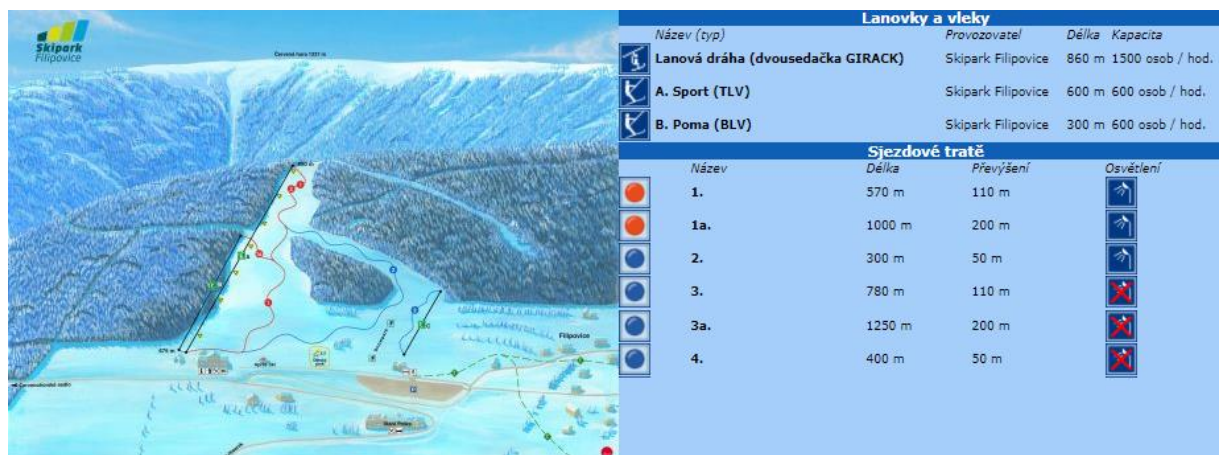 Skipark
Filipovice
Červená hora 1337 m
Filipovice
Lanovky a vleky
Název (typ) Provozovatel Délka Kapacita
Lanová dráha (dvousedačka GIRACK) Skipark Filipovice 860 m 1500 osob / hod.
A. Sport (TLV) Skipark Filipovice 600 m 600 osob / hod.
B. Poma (BLV) Skipark Filipovice 300 m 600 osob / hod.
Sjezdové tratě
Název Délka Převýšení Osvětlení
1. 570 m 110 m
1a. 1000 m 200 m
2. 300 m 50 m
3. 780 m 110 m
3a. 1250 m 200 m
4. 400 m 50 m